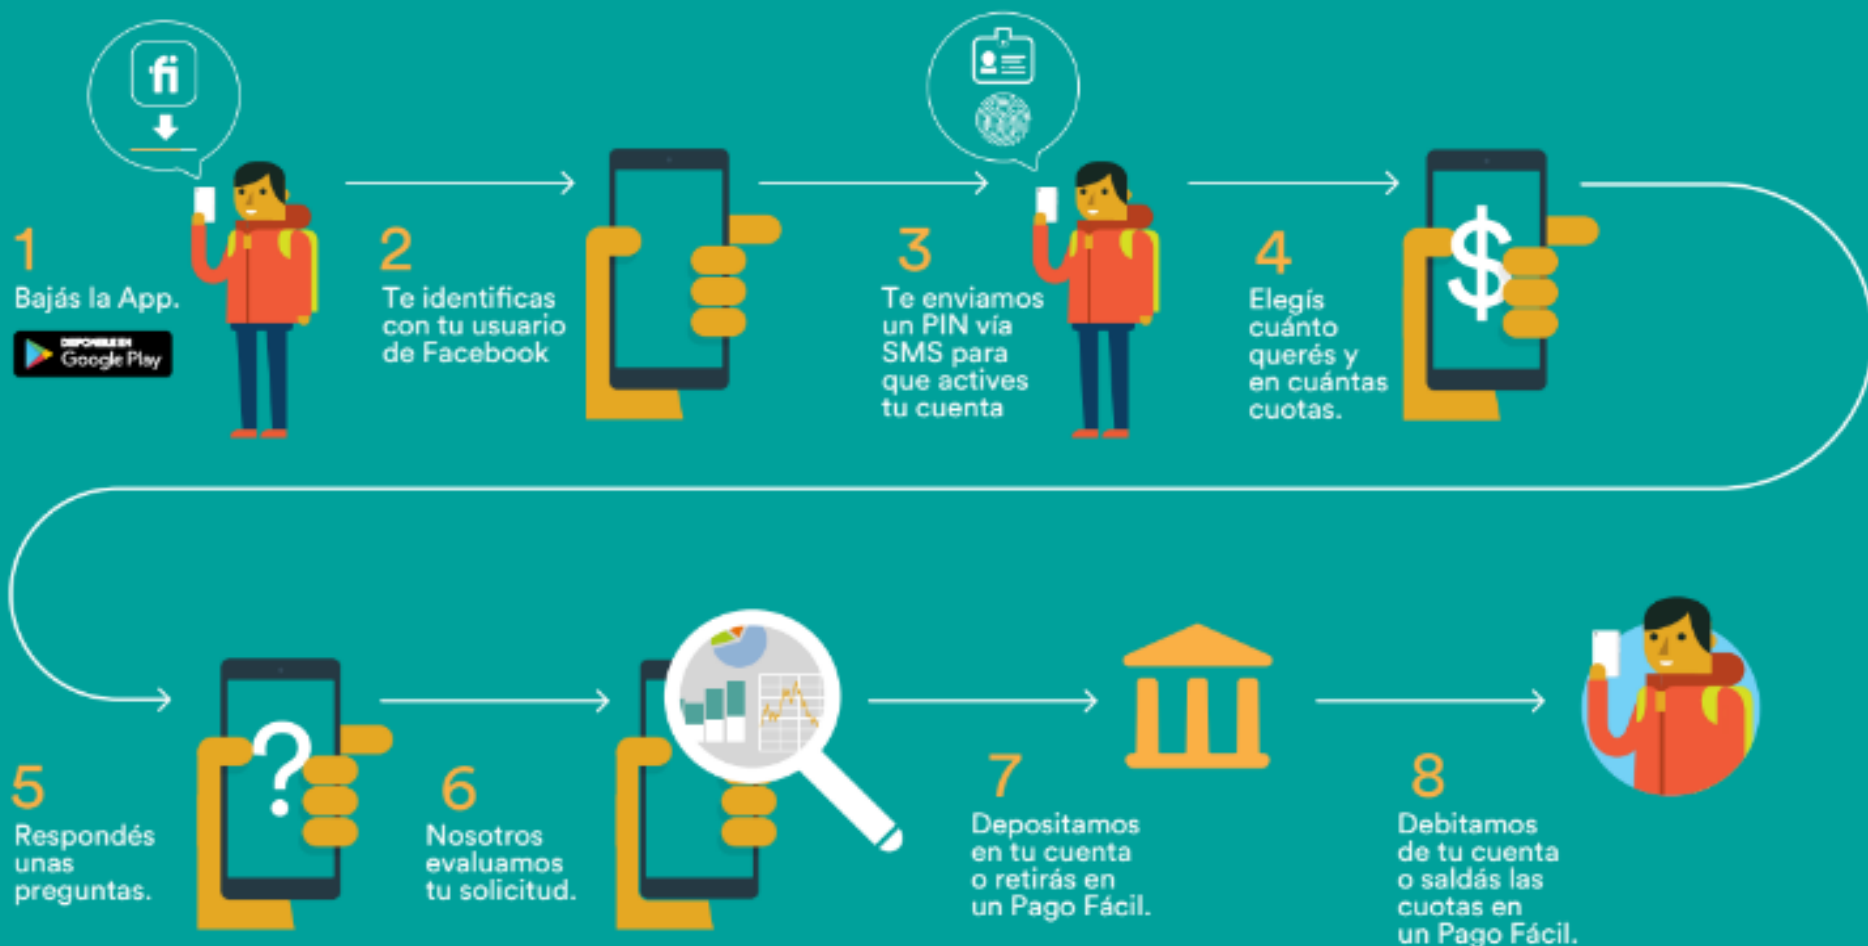 fi
1
Bajás la App.
DISPONIBLE EN
Google Play
2
Te identificas
con tu usuario
de Facebook
3
Te enviamos
un PIN vía
SMS para
que actives
tu cuenta
4
Elegís
cuánto
querés y
en cuántas
cuotas.
$
5
Respondés
unas
preguntas.
?
6
Nosotros
evaluamos
tu solicitud.
7
Depositamos
en tu cuenta
o retirás en
un Pago Fácil.
8
Debitamos
de tu cuenta
o saldás las
cuotas en
un Pago Fácil.